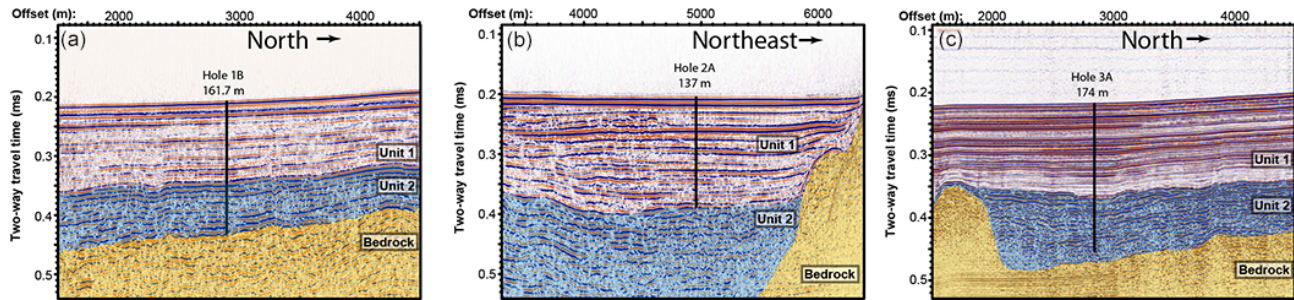 Offset (m): 2000 3000 4000
(a)
North →
Hole 1B
161.7 m
Two-way travel time (ms)
0.1
0.2
0.3
0.4
0.5
Unit 1
Unit 2
Bedrock
Offset (m): 4000 5000 6000
(b)
Northeast→
Hole 2A
137 m
Two-way travel time (ms)
0.1
0.2
0.3
0.4
0.5
Unit 1
Unit 2
Bedrock
Offset (m): 2000 3000 4000
(c)
North →
Hole 3A
174 m
Two-way travel time (ms)
0.1
0.2
0.3
0.4
0.5
Unit 1
Unit 2
Bedrock